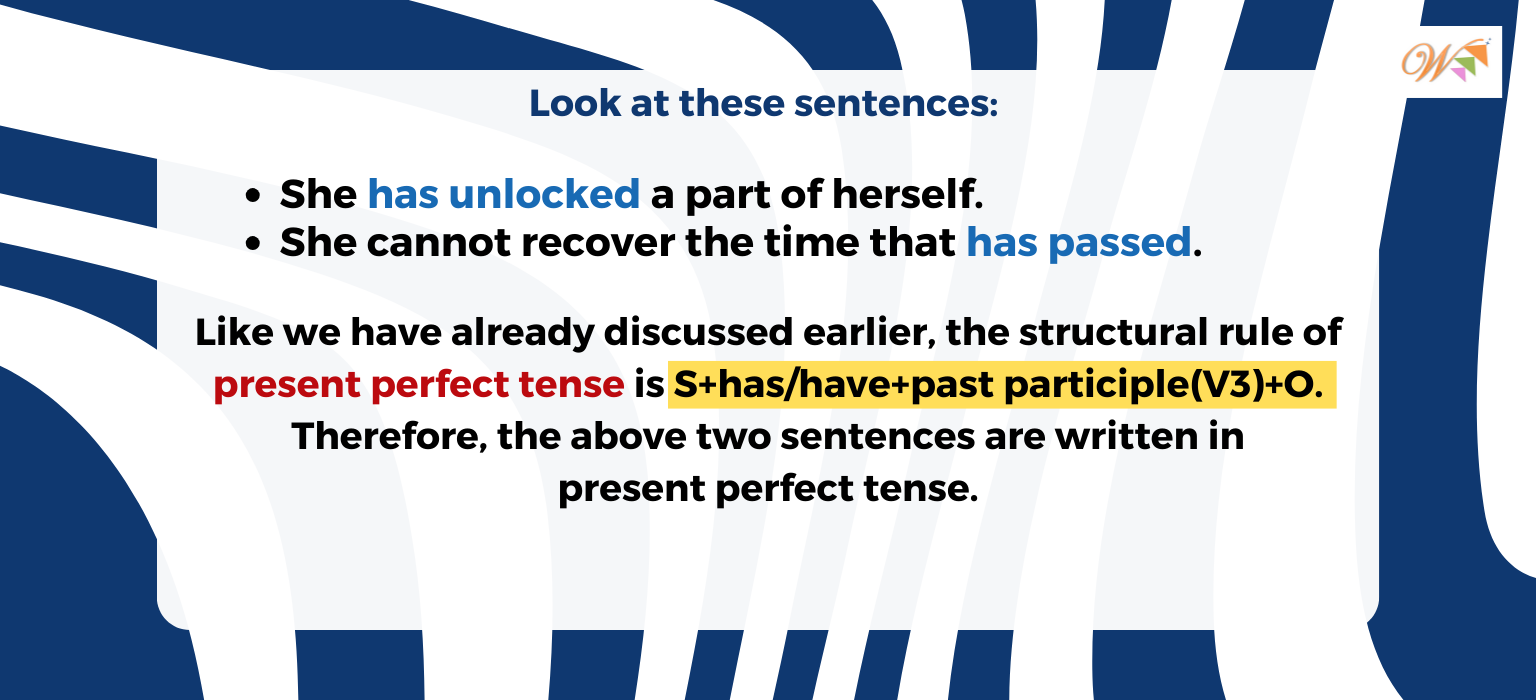 Look at these sentences:
• She has unlocked a part of herself.
• She cannot recover the time that has passed.
Like we have already discussed earlier, the structural rule of
present perfect tense is S+has/have+past participle(V3)+O.
Therefore, the above two sentences are written in
present perfect tense.
W